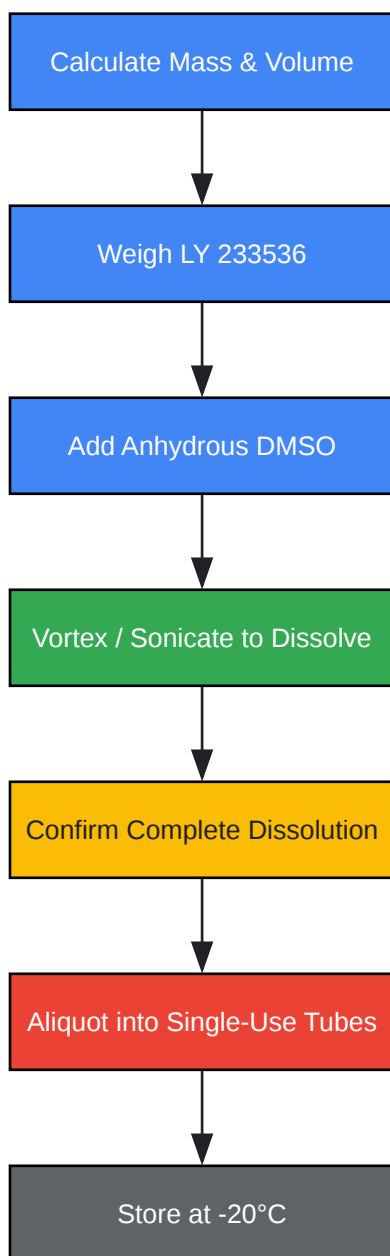 Calculate Mass & Volume
Weigh LY 233536
Add Anhydrous DMSO
Vortex / Sonicate to Dissolve
Confirm Complete Dissolution
Aliquot into Single-Use Tubes
Store at -20°C